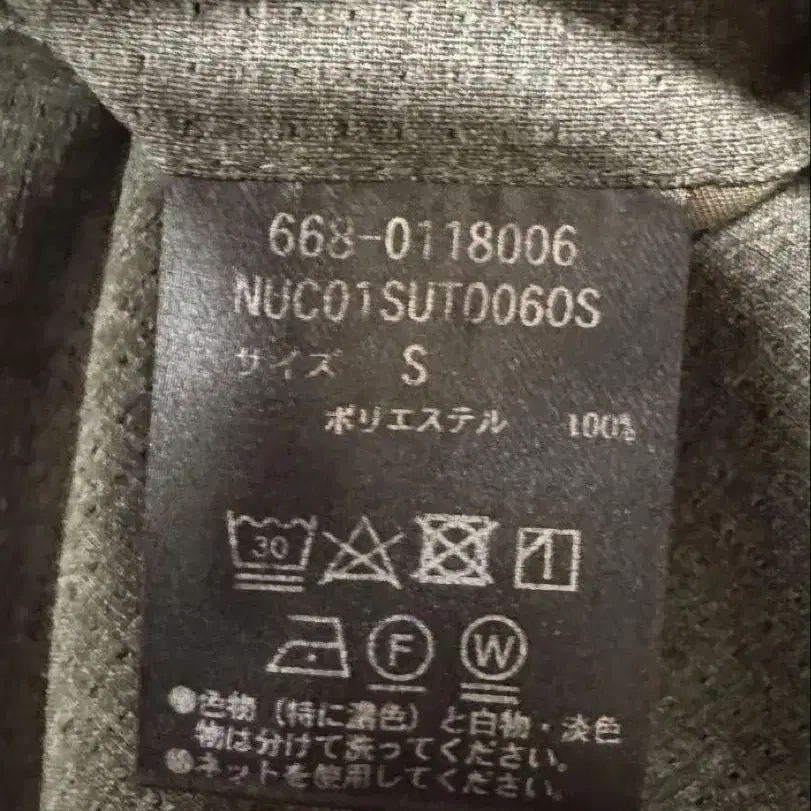 668-0118006
NUC01SUT0060S
サイズ S
ポリエステル 100%
30
F W
●色物（特に濃色）と白物・淡色
物は分けて洗ってください。
●ネットを使用してください。